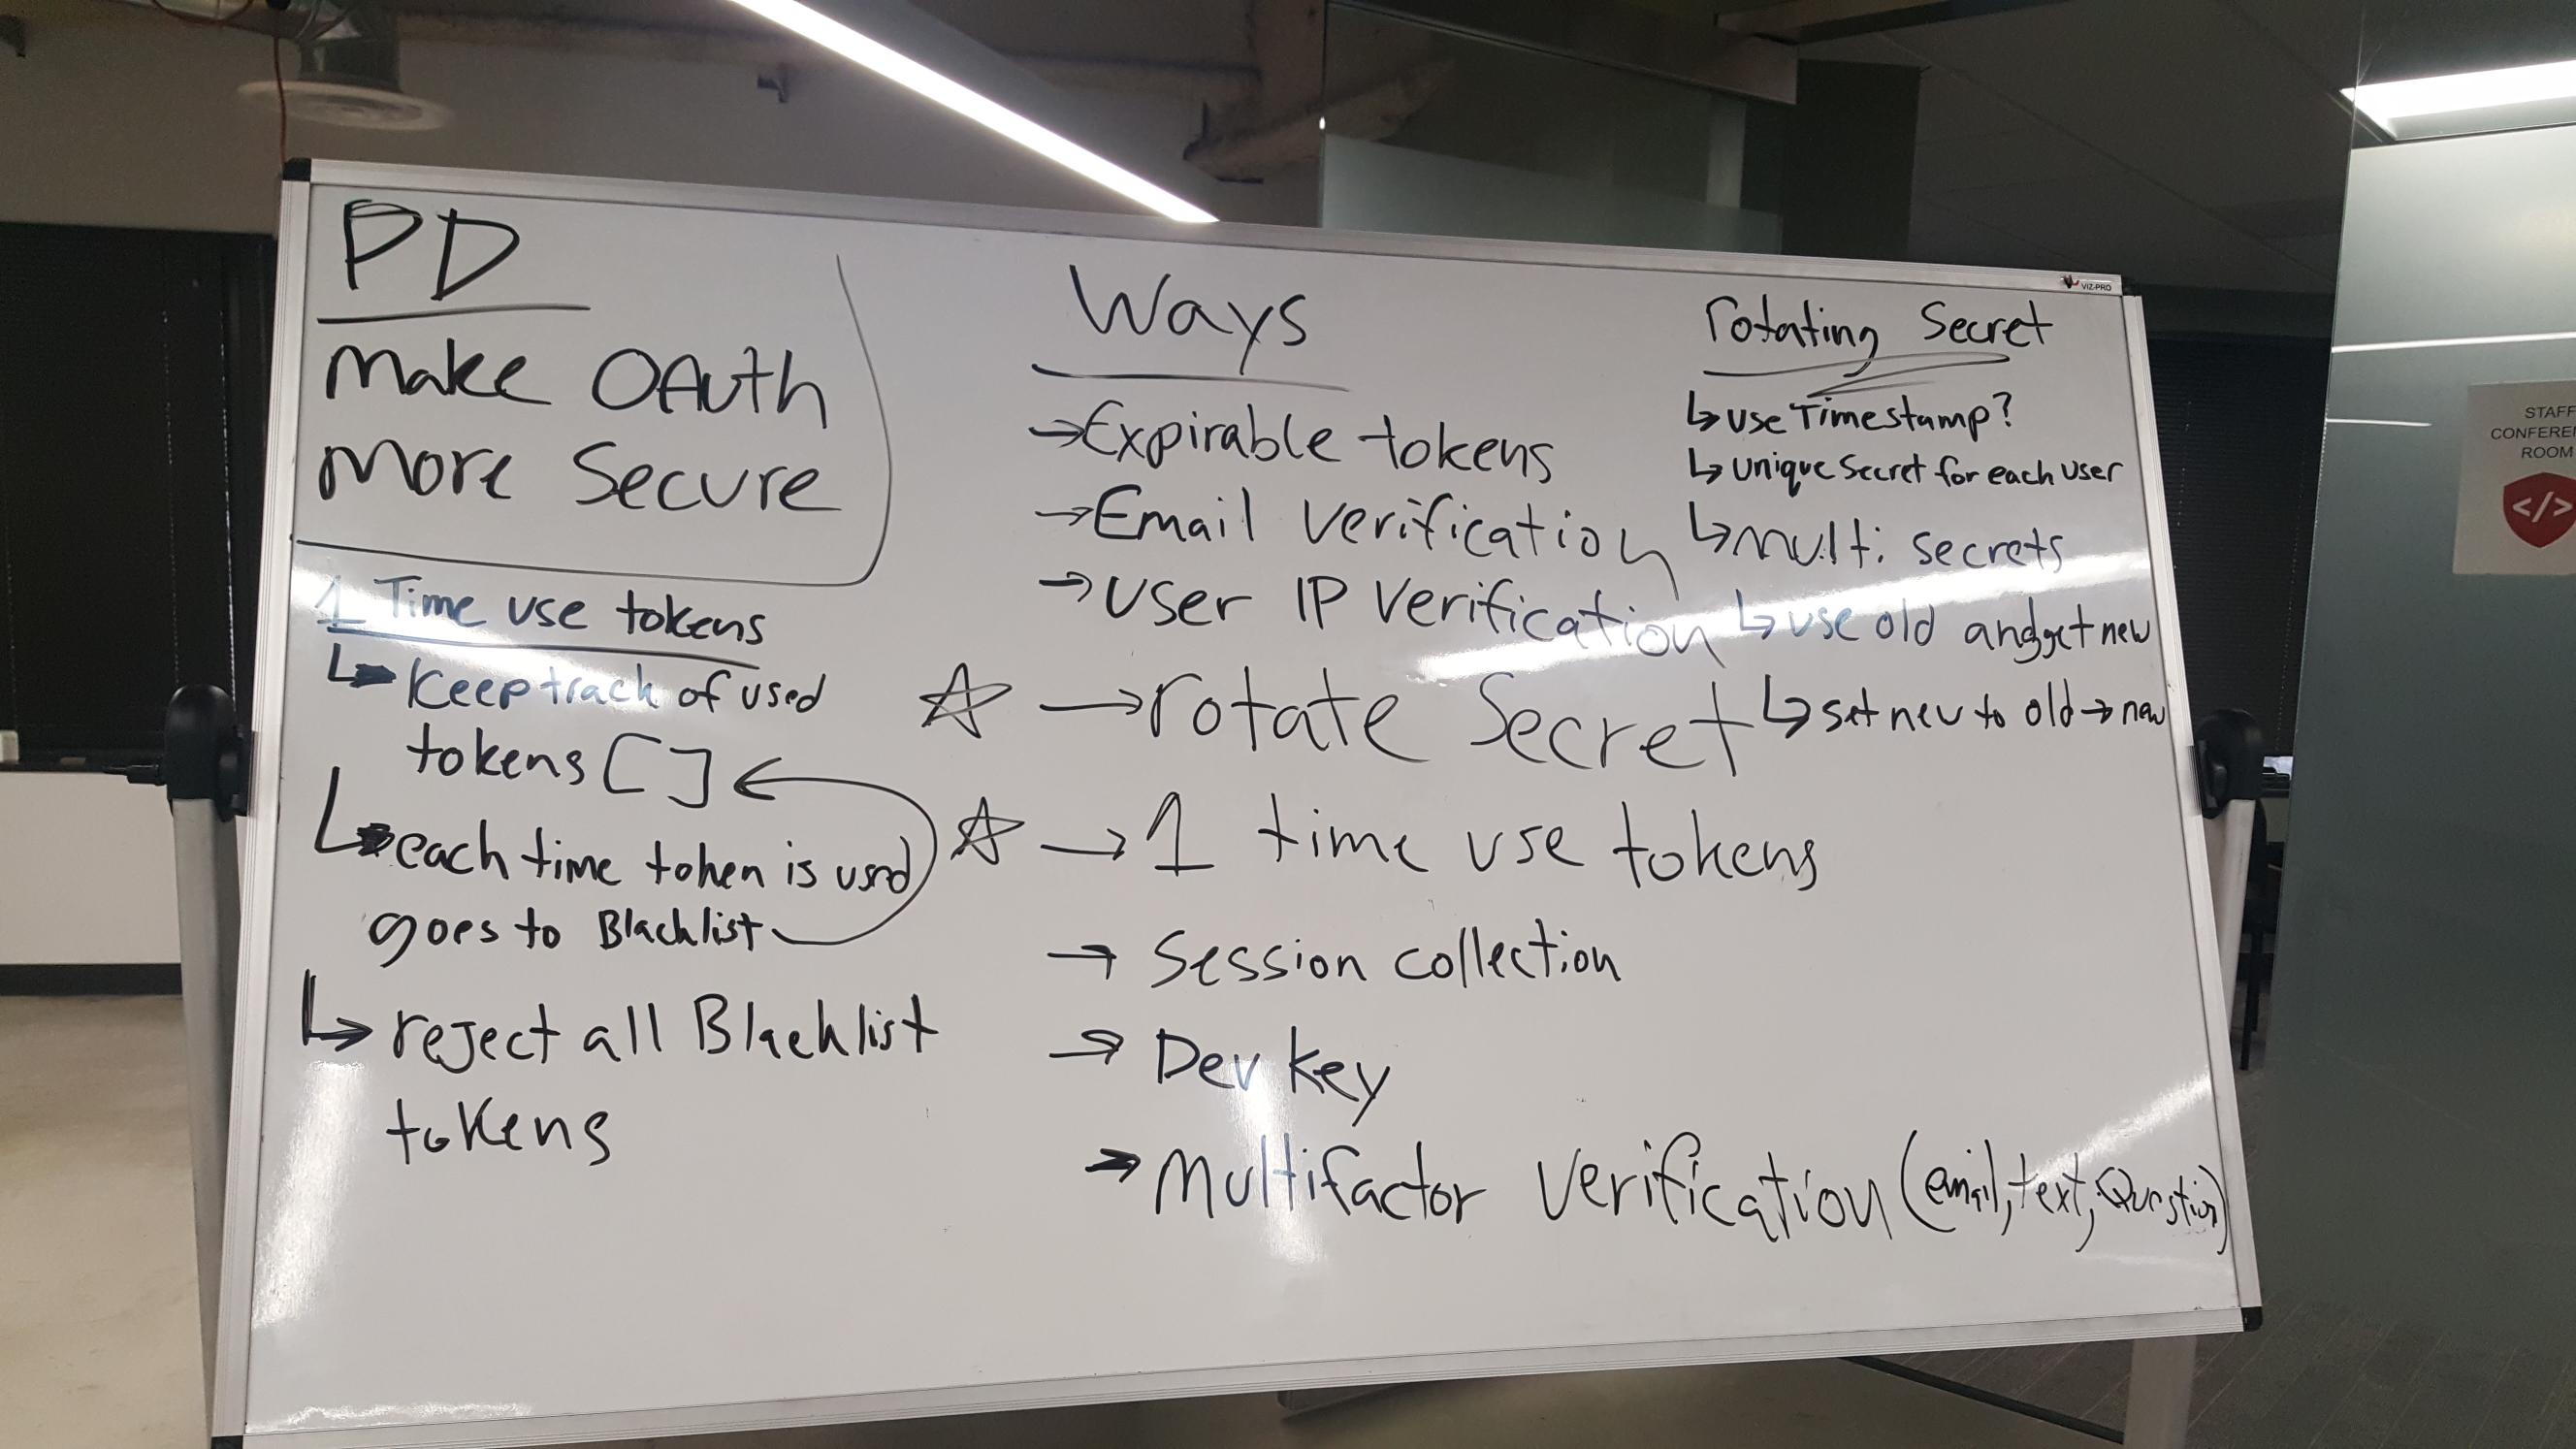 PD
Make OAuth
More Secure
1 Time use tokens
↳ Keep track of used
tokens []
↳ each time token is used
goes to Blacklist
↳ reject all Blacklist
tokens
Ways
→ Expirable tokens
→ Email Verification
→ User IP Verification
☆ → rotate Secret
☆ → 1 time use tokens
→ Session collection
→ Dev key
→ Multifactor Verification (email, text, Question)
rotating Secret
↳ use Timestamp?
↳ Unique Secret for each user
↳ multi secrets
↳ use old and get new
↳ set new to old → new
VIZ-PRO
STAFF
CONFEREN
ROOM
</>